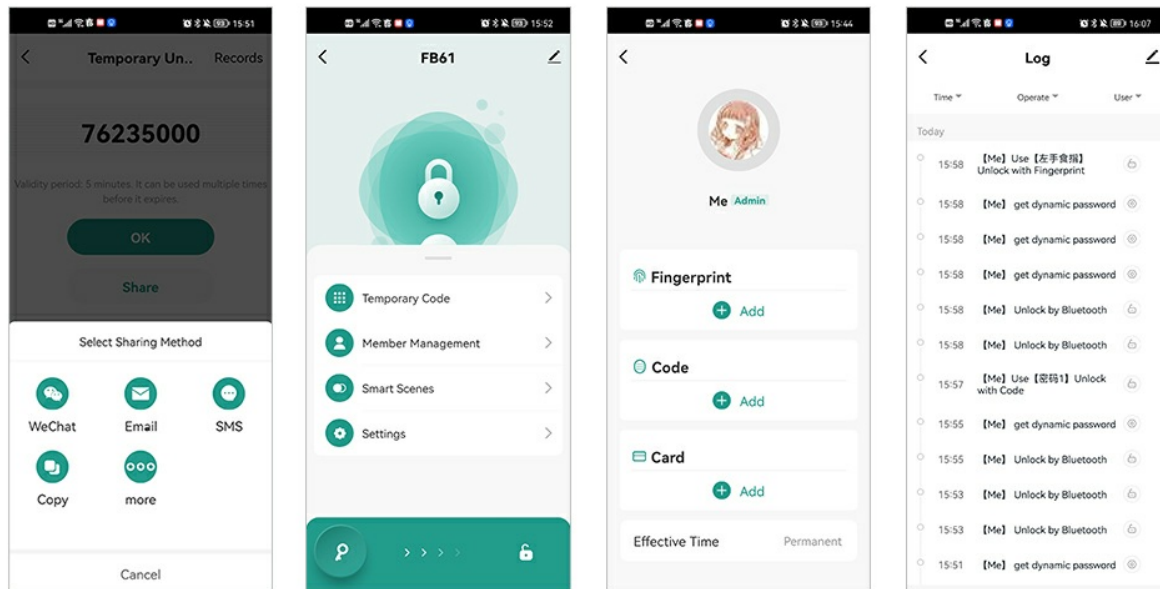 15:51
Temporary Un..
Records
76235000
Validity period: 5 minutes. It can be used multiple times
before it expires.
OK
Share
Select Sharing Method
WeChat
Email
SMS
Copy
more
Cancel
15:52
FB61
Temporary Code
Member Management
Smart Scenes
Settings
15:44
Me Admin
Fingerprint
Add
Code
Add
Card
Add
Effective Time
Permanent
16:07
Log
Time
Operate
User
Today
15:58 【Me】Use【左手食指】
Unlock with Fingerprint
15:58 【Me】 get dynamic password
15:58 【Me】 get dynamic password
15:58 【Me】 get dynamic password
15:58 【Me】 Unlock by Bluetooth
15:58 【Me】 Unlock by Bluetooth
15:57 【Me】Use【密码1】Unlock
with Code
15:55 【Me】 get dynamic password
15:55 【Me】 Unlock by Bluetooth
15:53 【Me】 Unlock by Bluetooth
15:53 【Me】 Unlock by Bluetooth
15:51 【Me】 get dynamic password